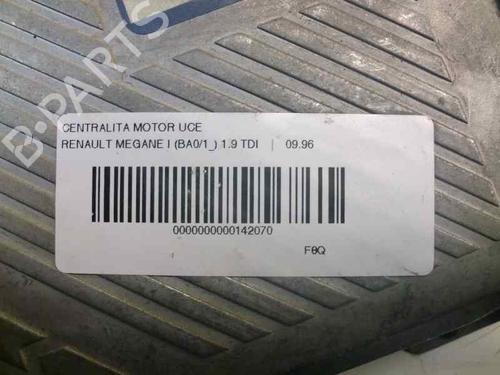 B-PARTS
CENTRALITA MOTOR UCE
RENAULT MEGANE I (BA0/1_) 1.9 TDI | 09.96
0000000000142070
F8Q